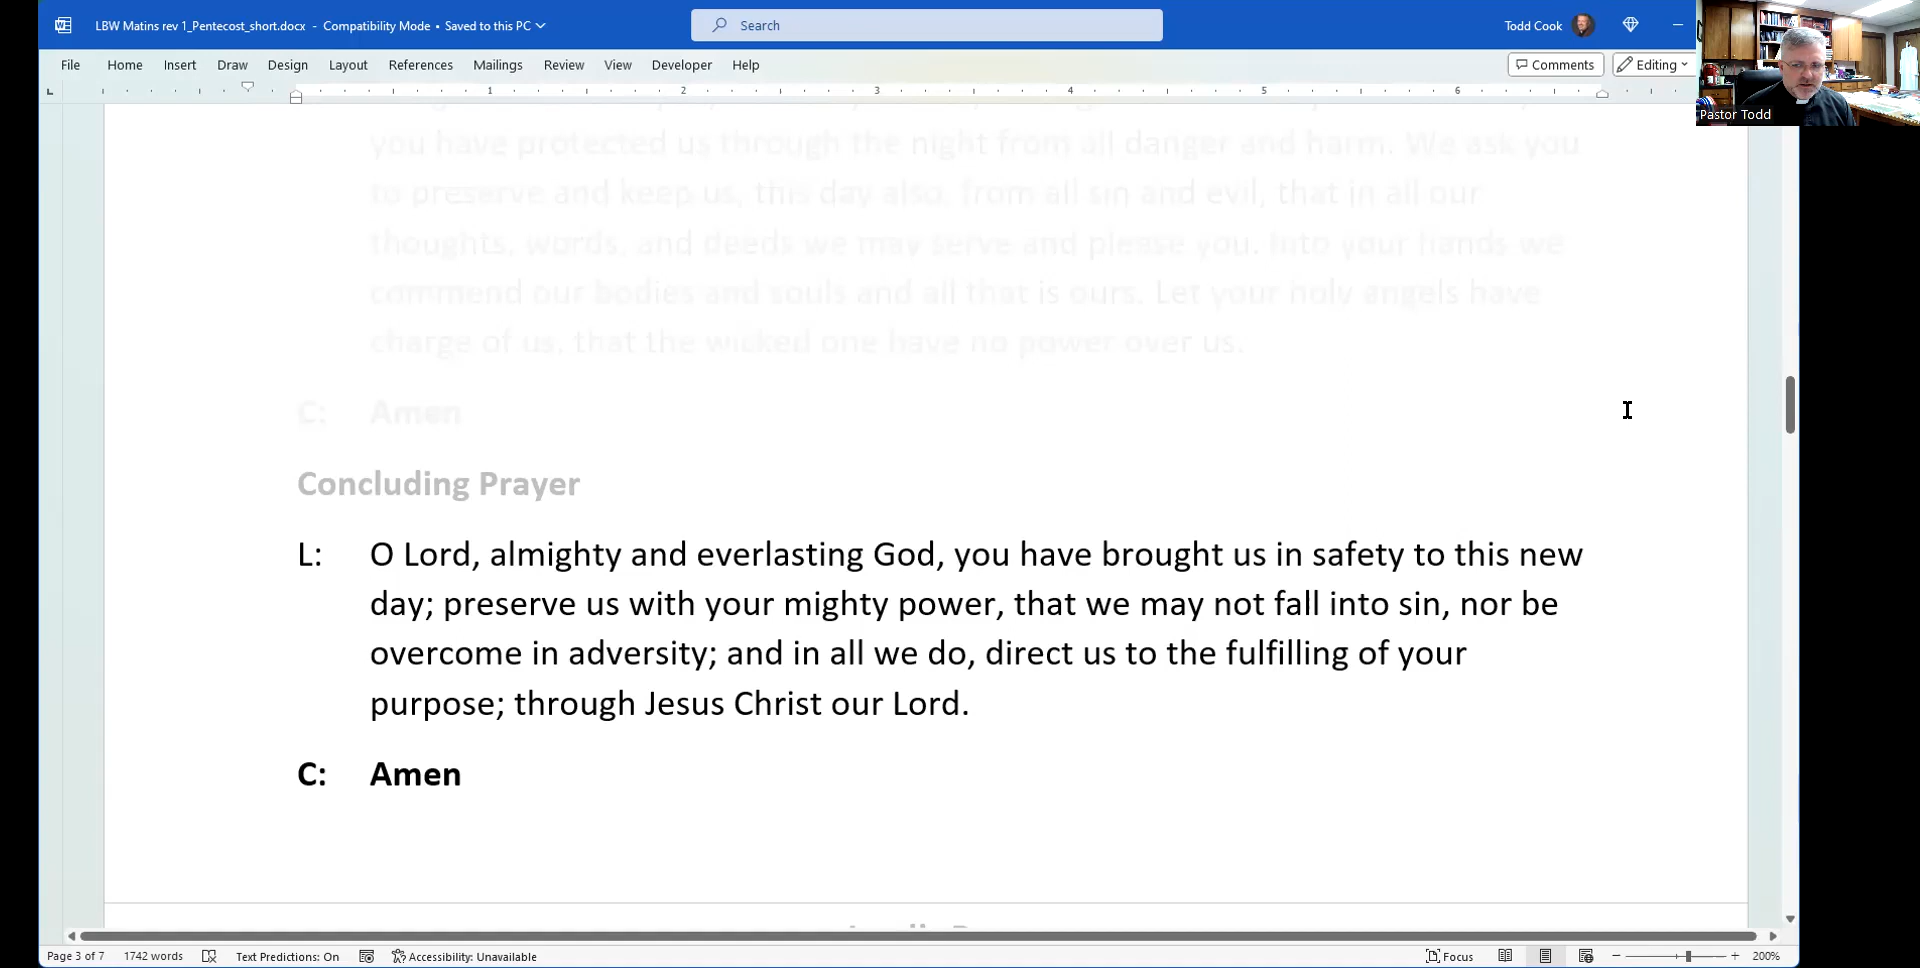 LBW Matins rev 1_Pentecost_short.docx - Compatibility Mode • Saved to this PC
Search
Todd Cook
File Home Insert Draw Design Layout References Mailings Review View Developer Help
Comments
Editing
1 2 3 4 5 6
Pastor Todd
you have protected us through the night from all danger and harm. We ask you
to preserve and keep us, this day also, from all sin and evil, that in all our
thoughts, words, and deeds we may serve and please you. Into your hands we
commend our bodies and souls and all that is ours. Let your holy angels have
charge of us, that the wicked one have no power over us.
C: Amen
Concluding Prayer
L: O Lord, almighty and everlasting God, you have brought us in safety to this new
day; preserve us with your mighty power, that we may not fall into sin, nor be
overcome in adversity; and in all we do, direct us to the fulfilling of your
purpose; through Jesus Christ our Lord.
C: Amen
Page 3 of 7 1742 words Text Predictions: On Accessibility: Unavailable Focus 200%